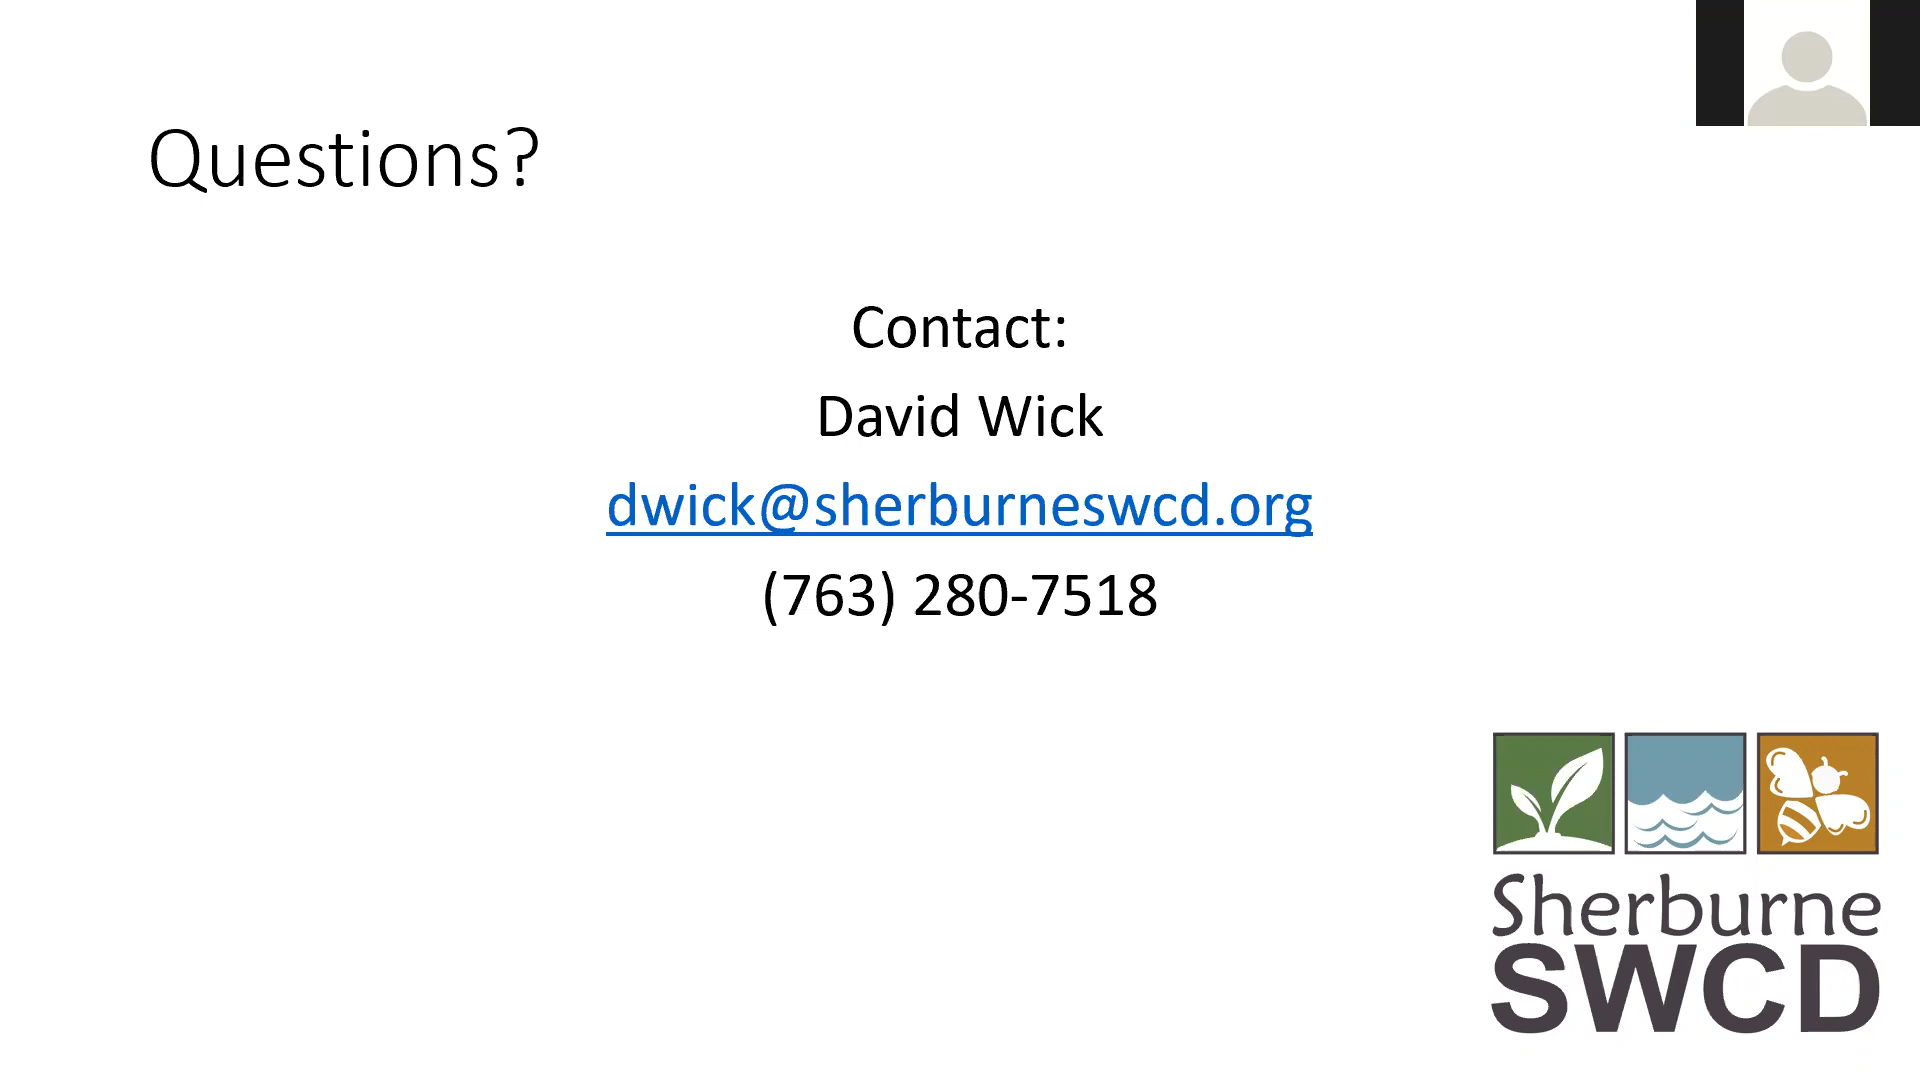 Questions?
Contact:
David Wick
dwick@sherburneswcd.org
(763) 280-7518
Sherburne
SWCD